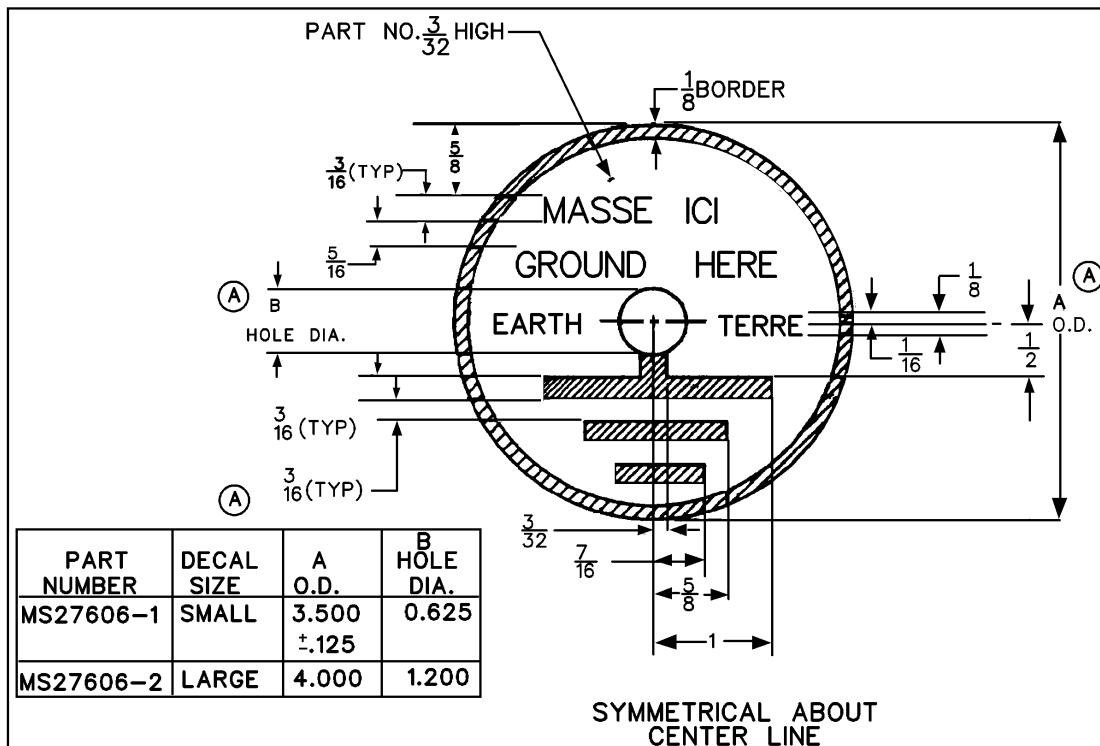 PART NO. 3/32 HIGH
1/8 BORDER
5/8
3/16 (TYP)
MASSE ICI
5/16
GROUND HERE
1/8
Ⓐ
Ⓐ B
A
HOLE DIA.
EARTH
TERRE
O.D.
1/16
1/2
3/16 (TYP)
3/16 (TYP)
Ⓐ
3/32
7/16
5/8
1
PART NUMBER DECAL SIZE A O.D. B HOLE DIA.
MS27606-1 SMALL 3.500 ±.125 0.625
MS27606-2 LARGE 4.000 1.200
SYMMETRICAL ABOUT
CENTER LINE